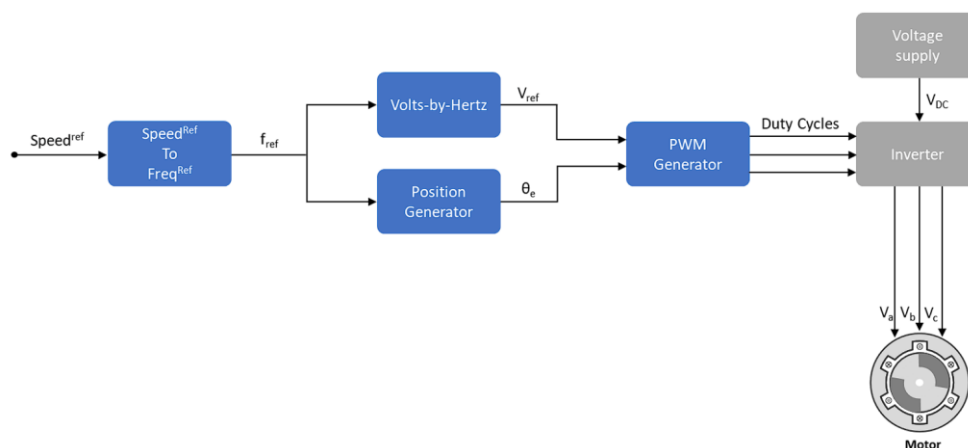 Voltage
supply
V_DC
Volts-by-Hertz
V_ref
Speed^ref
Speed^Ref
To
Freq^Ref
f_ref
Duty Cycles
PWM
Generator
Inverter
Position
Generator
θ_e
V_a
V_b
V_c
Motor